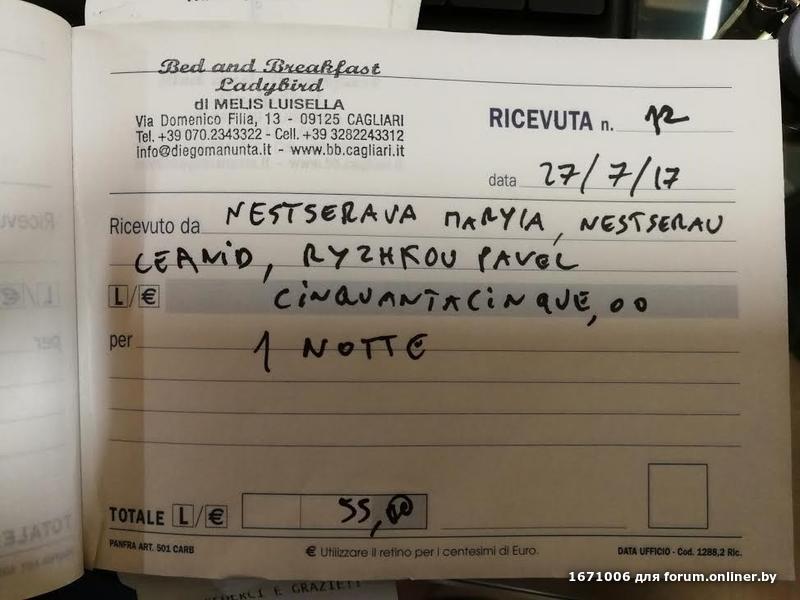 Bed and Breakfast
Ladybird
di MELIS LUISELLA
Via Domenico Filia, 13 - 09125 CAGLIARI
Tel. +39 070.2343322 - Cell. +39 3282243312
info@diegomanunta.it - www.bb.cagliari.it
RICEVUTA n. 12
data 27/7/17
Ricevuto da NESTSERAVA MARYIA, NESTSERAU
LEANID, RYZHKOU PAVEL
L/€ CINQUANTACINQUE,00
per 1 NOTTE
TOTALE L/€ 55,00
PANFRA ART. 501 CARB
€ Utilizzare il retino per i centesimi di Euro.
DATA UFFICIO - Cod. 1288,2 Ric.
E GRAZIE!!
1671006 для forum.onliner.by